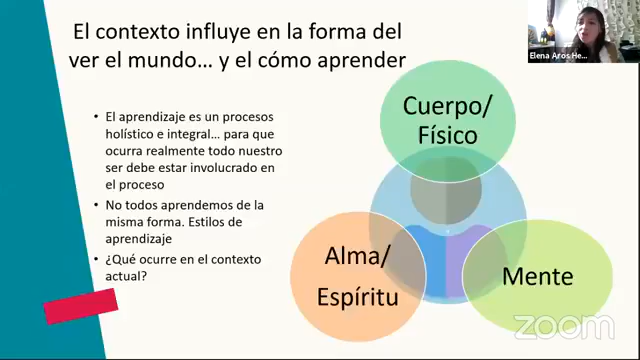 El contexto influye en la forma del
ver el mundo... y el cómo aprender
• El aprendizaje es un procesos
holístico e integral... para que
ocurra realmente todo nuestro
ser debe estar involucrado en
el proceso
• No todos aprendemos de la
misma forma. Estilos de
aprendizaje
• ¿Qué ocurre en el contexto
actual?
Cuerpo/
Físico
Alma/
Espíritu
Mente
Elena Aros He...
zoom